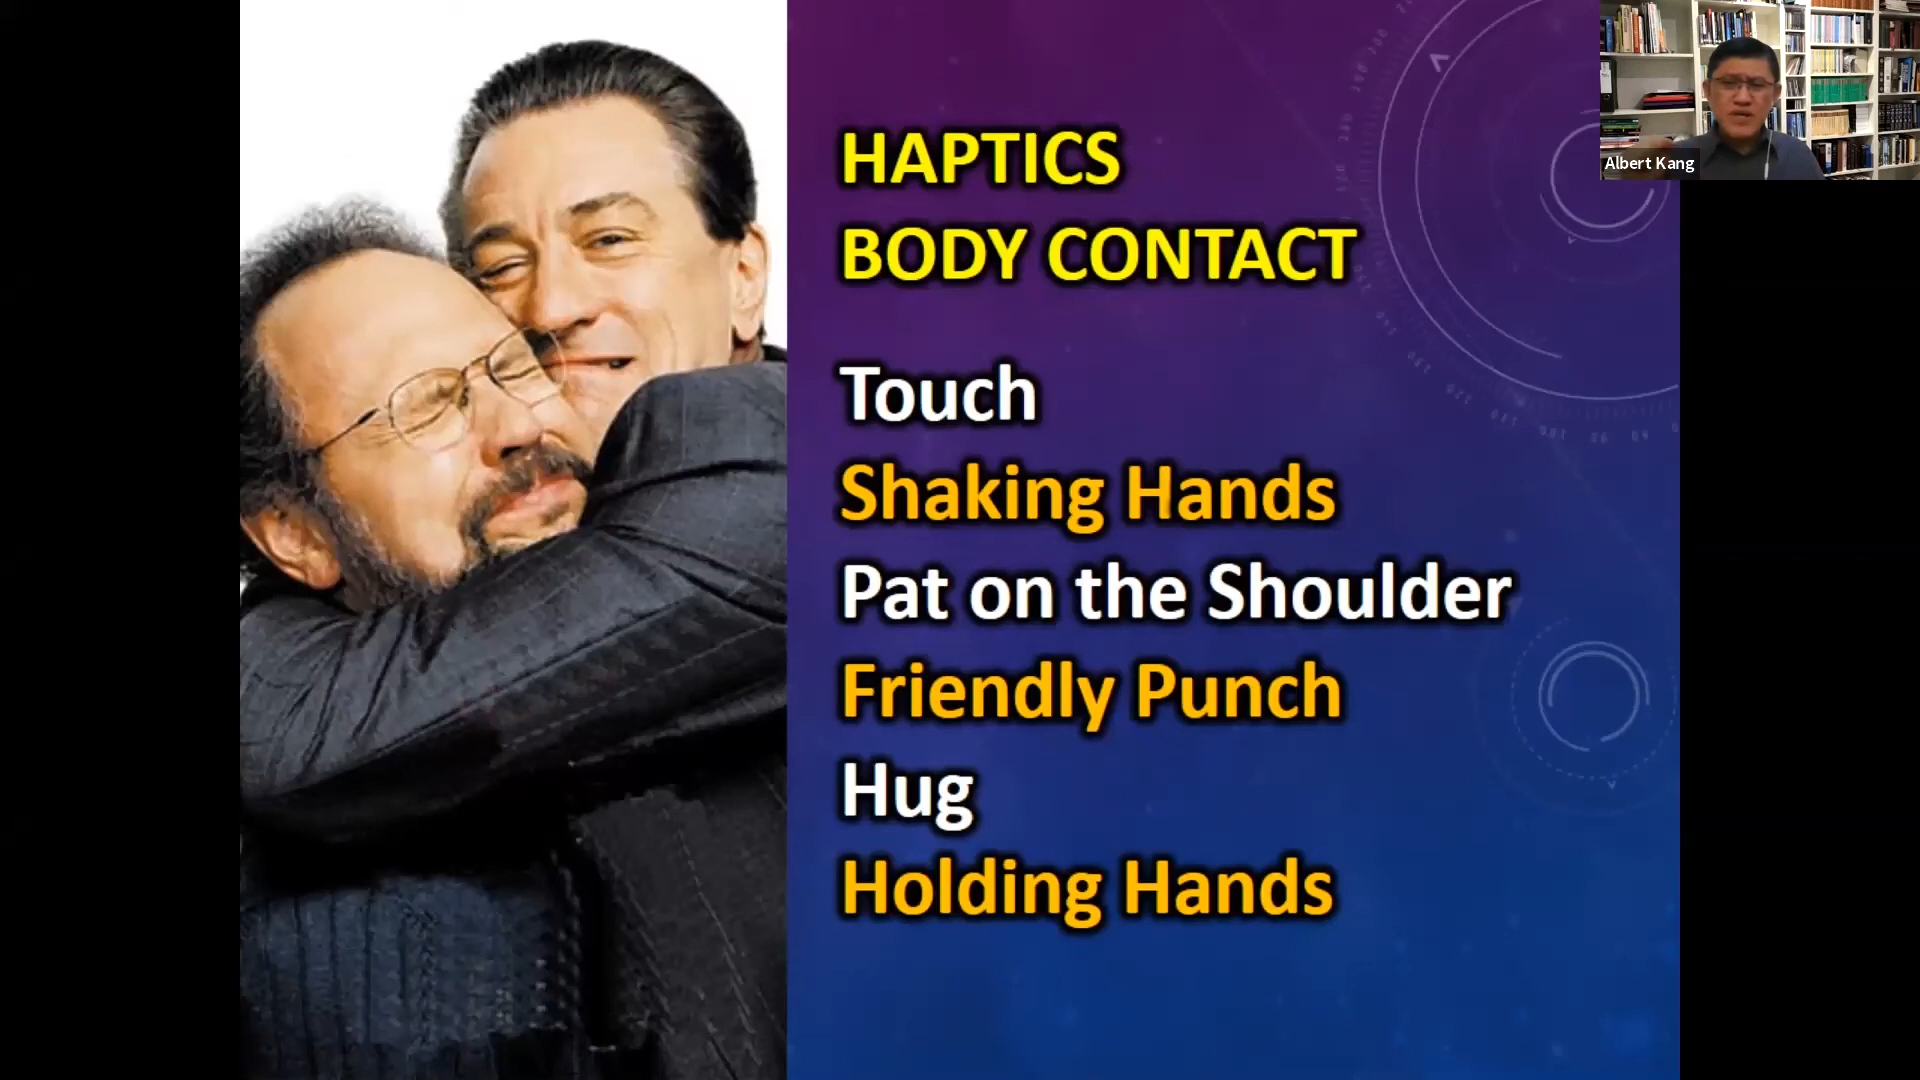 HAPTICS
BODY CONTACT
Touch
Shaking Hands
Pat on the Shoulder
Friendly Punch
Hug
Holding Hands
Albert Kang